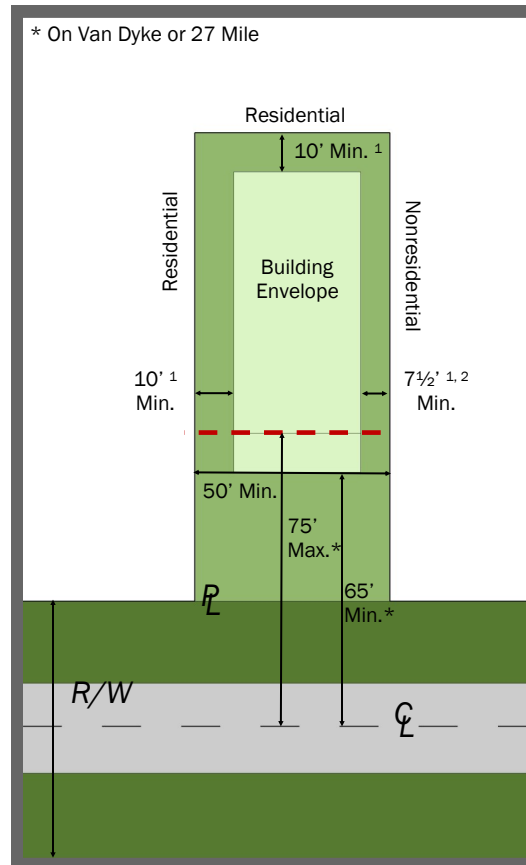 * On Van Dyke or 27 Mile
Residential
10’ Min. 1
Residential
Nonresidential
Building
Envelope
10’ 1
Min.
7½’ 1, 2
Min.
50’ Min.
75’
Max.*
65’
Min.*
PL
R/W
CL